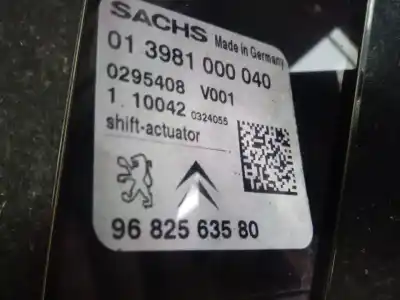 SACHS Made in Germany
01 3981 000 040
0295408 V001
1 10042 0324055
shift-actuator
96 825 635 80